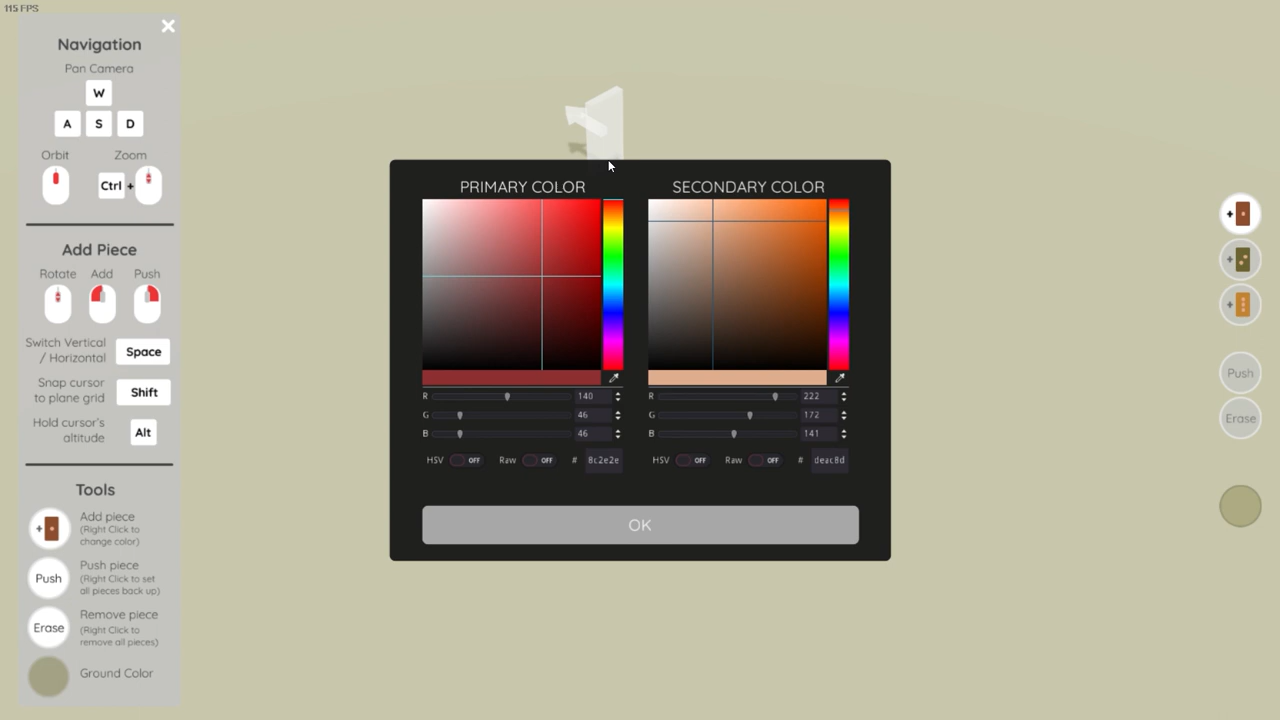 115 FPS
Navigation
Pan Camera
W
A S D
Orbit Zoom
Ctrl +
Add Piece
Rotate Add Push
Switch Vertical
/ Horizontal
Space
Snap cursor
to plane grid
Shift
Hold cursor's
altitude
Alt
Tools
+
Add piece
(Right Click to
change color)
Push
Push piece
(Right Click to set
all pieces back up)
Erase
Remove piece
(Right Click to
remove all pieces)
Ground Color
PRIMARY COLOR
R 140
G 46
B 46
HSV OFF Raw OFF # 8c2e2e
SECONDARY COLOR
R 222
G 172
B 141
HSV OFF Raw OFF # deac8d
OK
+
+
+
Push
Erase